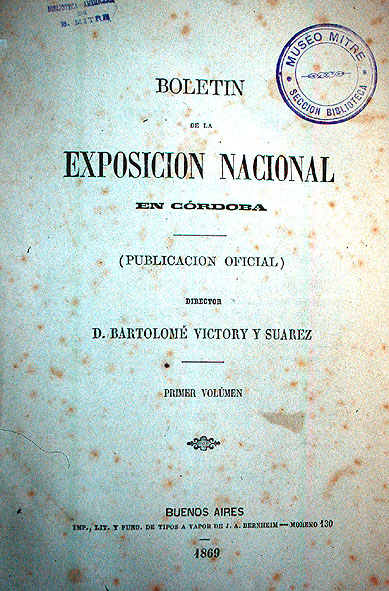 BIBLIOTECA - AMERICANA
DE
B. MITRE
MUSEO MITRE
SECCION BIBLIOTECA
BOLETIN
DE LA
EXPOSICION NACIONAL
EN CÓRDOBA
(PUBLICACION OFICIAL)
DIRECTOR
D. BARTOLOMÉ VICTORY Y SUAREZ
PRIMER VOLÚMEN
BUENOS AIRES
IMP., LIT. Y FUND. DE TIPOS A VAPOR DE J. A. BERNHEIM — MORENO 130
1869